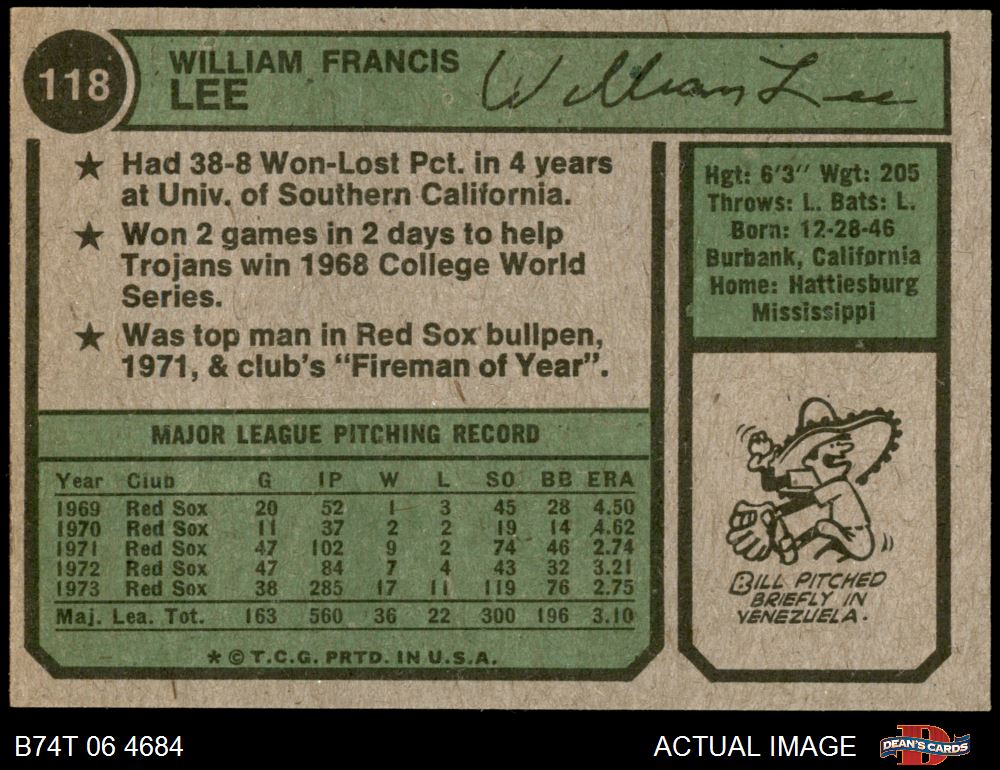 118
WILLIAM FRANCIS
LEE
William Lee
★ Had 38-8 Won-Lost Pct. in 4 years
at Univ. of Southern California.
★ Won 2 games in 2 days to help
Trojans win 1968 College World
Series.
★ Was top man in Red Sox bullpen,
1971, & club's "Fireman of Year".
Hgt: 6'3" Wgt: 205
Throws: L. Bats: L.
Born: 12-28-46
Burbank, California
Home: Hattiesburg
Mississippi
MAJOR LEAGUE PITCHING RECORD
Year Club G IP W L SO BB ERA
1969 Red Sox 20 52 1 3 45 28 4.50
1970 Red Sox 11 37 2 2 19 14 4.62
1971 Red Sox 47 102 9 2 74 46 2.74
1972 Red Sox 47 84 7 4 43 32 3.21
1973 Red Sox 38 285 17 11 119 76 2.75
Maj. Lea. Tot. 163 560 36 22 300 196 3.10
* © T.C.G. PRTD. IN U.S.A.
BILL PITCHED
BRIEFLY IN
VENEZUELA.
B74T 06 4684
ACTUAL IMAGE
DEAN'S CARDS